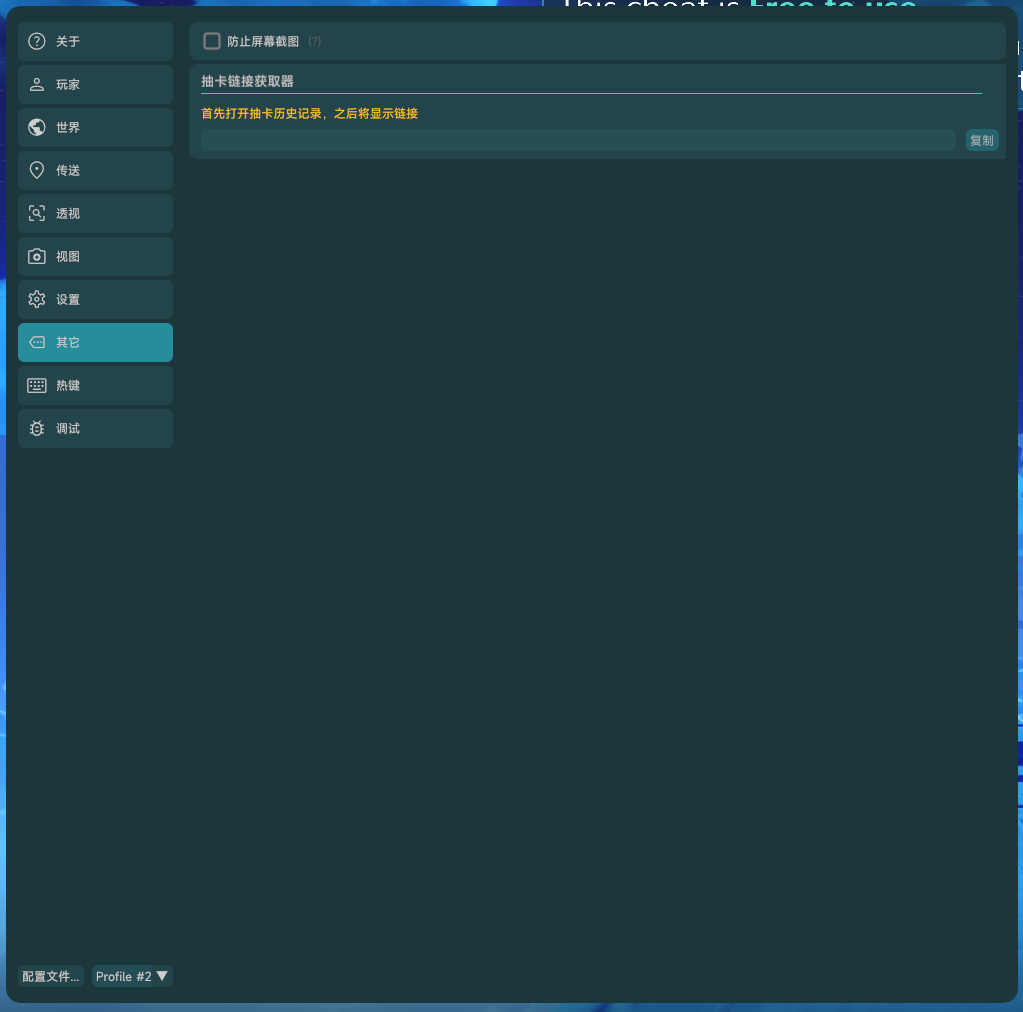 This cheat is Free to use
关于
玩家
世界
传送
透视
视图
设置
其它
热键
调试
防止屏幕截图 (?)
抽卡链接获取器
首先打开抽卡历史记录，之后将显示链接
复制
配置文件...
Profile #2